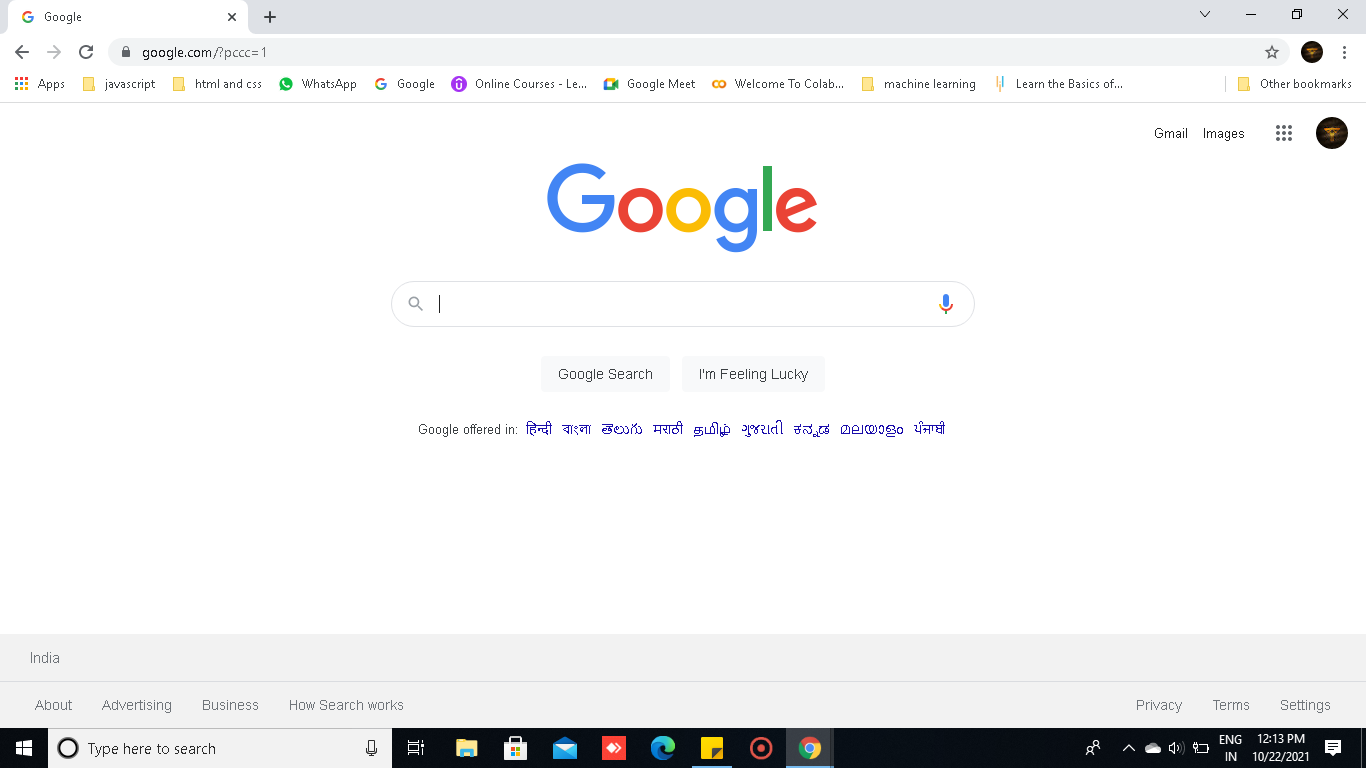 Google
google.com/?pccc=1
Apps javascript html and css WhatsApp Google Online Courses - Le... Google Meet Welcome To Colab... machine learning Learn the Basics of... Other bookmarks
Gmail Images
Google
Google Search I'm Feeling Lucky
Google offered in: हिन्दी বাংলা తెలుగు मराठी தமிழ் ગુજરાતી ಕನ್ನಡ മലയാളം ਪੰਜਾਬੀ
India
About Advertising Business How Search works Privacy Terms Settings
Type here to search ENG 12:13 PM
IN 10/22/2021